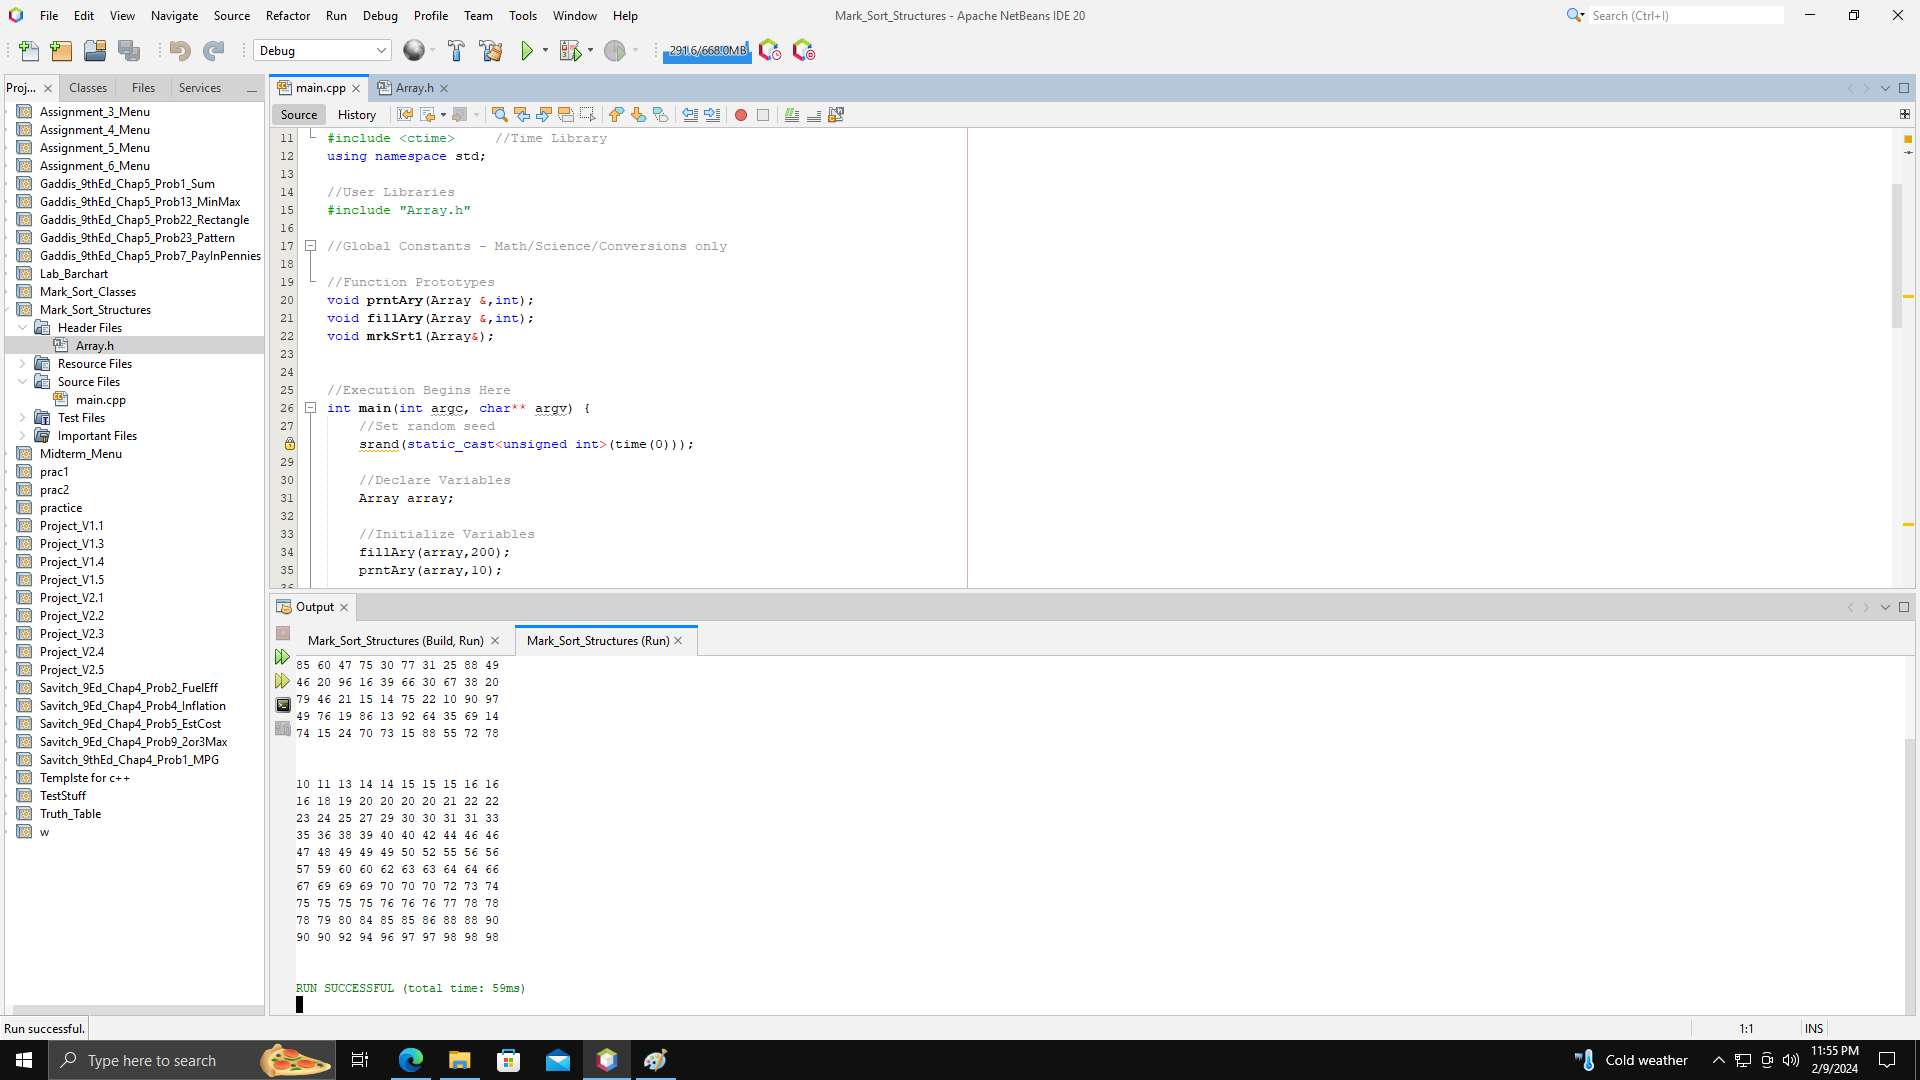 File Edit View Navigate Source Refactor Run Debug Profile Team Tools Window Help
Mark_Sort_Structures - Apache NetBeans IDE 20
Search (Ctrl+I)
Debug
291.6/668.0MB
Proj...
Classes
Files
Services
main.cpp
Array.h
Source
History
Assignment_3_Menu
Assignment_4_Menu
Assignment_5_Menu
Assignment_6_Menu
Gaddis_9thEd_Chap5_Prob1_Sum
Gaddis_9thEd_Chap5_Prob13_MinMax
Gaddis_9thEd_Chap5_Prob22_Rectangle
Gaddis_9thEd_Chap5_Prob23_Pattern
Gaddis_9thEd_Chap5_Prob7_PayInPennies
Lab_Barchart
Mark_Sort_Classes
Mark_Sort_Structures
Header Files
Array.h
Resource Files
Source Files
main.cpp
Test Files
Important Files
Midterm_Menu
prac1
prac2
practice
Project_V1.1
Project_V1.3
Project_V1.4
Project_V1.5
Project_V2.1
Project_V2.2
Project_V2.3
Project_V2.4
Project_V2.5
Savitch_9Ed_Chap4_Prob2_FuelEff
Savitch_9Ed_Chap4_Prob4_Inflation
Savitch_9Ed_Chap4_Prob5_EstCost
Savitch_9Ed_Chap4_Prob9_2or3Max
Savitch_9thEd_Chap4_Prob1_MPG
Templste for c++
TestStuff
Truth_Table
w
11 #include <ctime>     //Time Library
12 using namespace std;
13
14 //User Libraries
15 #include "Array.h"
16
17 //Global Constants - Math/Science/Conversions only
18
19 //Function Prototypes
20 void prntAry(Array &,int);
21 void fillAry(Array &,int);
22 void mrkSrt1(Array&);
23
24
25 //Execution Begins Here
26 int main(int argc, char** argv) {
27     //Set random seed
srand(static_cast<unsigned int>(time(0)));
29
30     //Declare Variables
31     Array array;
32
33     //Initialize Variables
34     fillAry(array,200);
35     prntAry(array,10);
36
Output
Mark_Sort_Structures (Build, Run)
Mark_Sort_Structures (Run)
85 60 47 75 30 77 31 25 88 49
46 20 96 16 39 66 30 67 38 20
79 46 21 15 14 75 22 10 90 97
49 76 19 86 13 92 64 35 69 14
74 15 24 70 73 15 88 55 72 78
10 11 13 14 14 15 15 15 16 16
16 18 19 20 20 20 20 21 22 22
23 24 25 27 29 30 30 31 31 33
35 36 38 39 40 40 42 44 46 46
47 48 49 49 49 50 52 55 56 56
57 59 60 60 62 63 63 64 64 66
67 69 69 69 70 70 70 72 73 74
75 75 75 75 76 76 76 77 78 78
78 79 80 84 85 85 86 88 88 90
90 90 92 94 96 97 97 98 98 98
RUN SUCCESSFUL (total time: 59ms)
Run successful.
1:1
INS
Type here to search
Cold weather
11:55 PM
2/9/2024